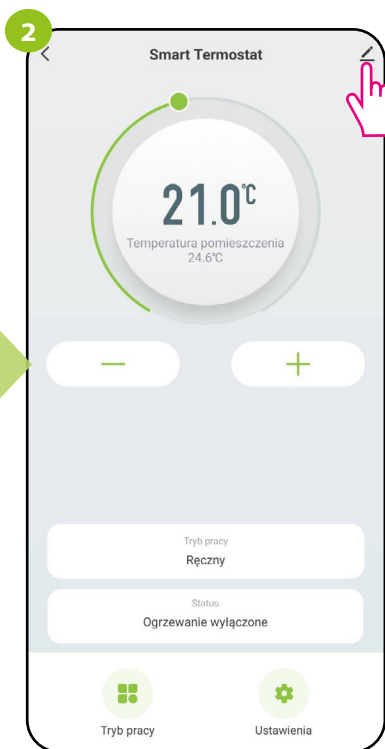 2
Smart Termostat
21.0°C
Temperatura pomieszczenia
24.6°C
Tryb pracy
Ręczny
Status
Ogrzewanie wyłączone
Tryb pracy
Ustawienia